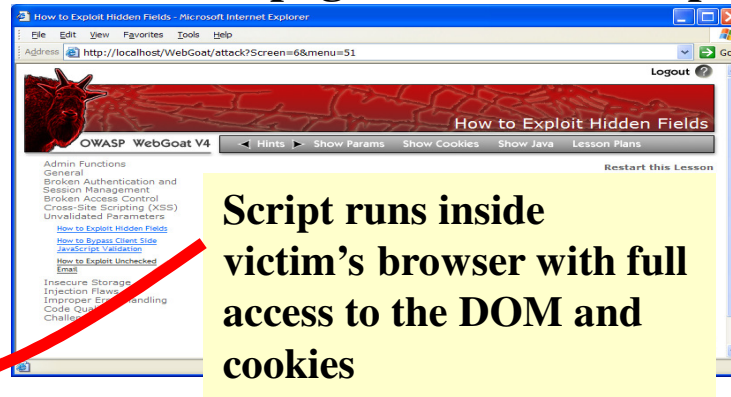 How to Exploit Hidden Fields - Microsoft Internet Explorer
File Edit View Favorites Tools Help
Address http://localhost/WebGoat/attack?Screen=6&menu=51 Go
Logout ?
How to Exploit Hidden Fields
OWASP WebGoat V4 Hints Show Params Show Cookies Show Java Lesson Plans
Restart this Lesson
Admin Functions
General
Broken Authentication and
Session Management
Broken Access Control
Cross-Site Scripting (XSS)
Unvalidated Parameters
How to Exploit Hidden Fields
How to Bypass Client Side
JavaScript Validation
How to Exploit Unchecked
Email
Insecure Storage
Injection Flaws
Improper Error Handling
Code Quality
Script runs inside
victim's browser with full
access to the DOM and
cookies